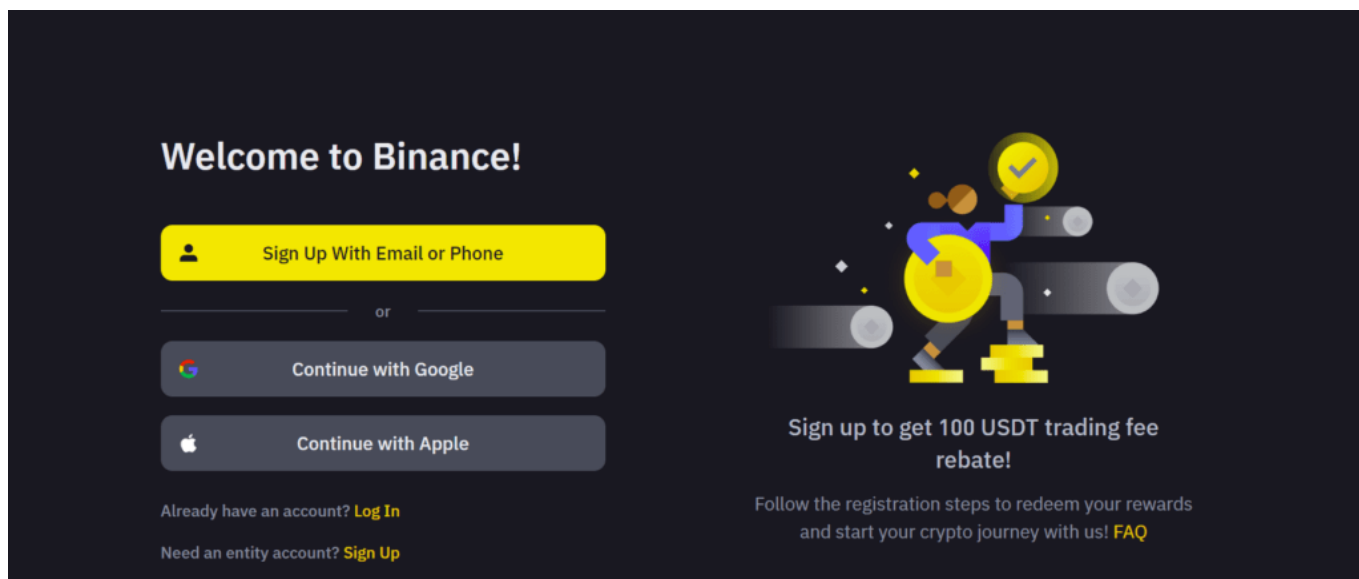 Welcome to Binance!
Sign Up With Email or Phone
or
Continue with Google
Continue with Apple
Already have an account? Log In
Need an entity account? Sign Up
Sign up to get 100 USDT trading fee
rebate!
Follow the registration steps to redeem your rewards
and start your crypto journey with us! FAQ